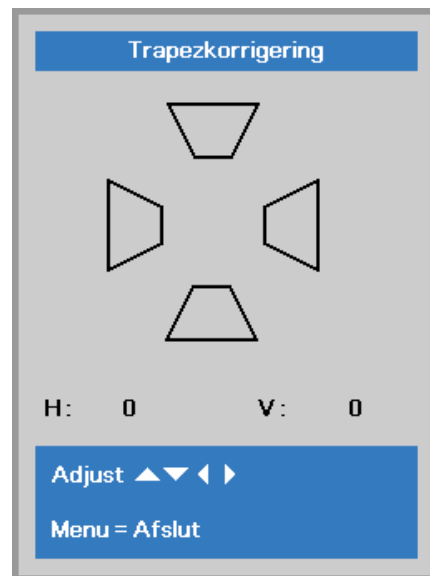 Trapezkorrigering
H: 0 V: 0
Adjust ▲▼◀▶
Menu = Afslut